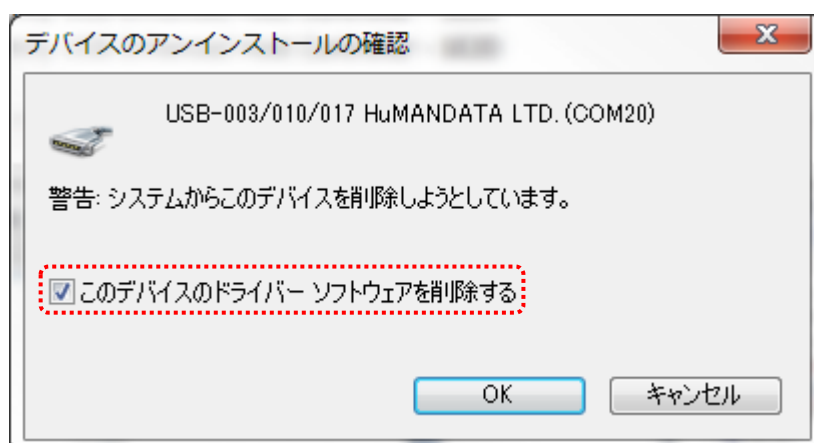 デバイスのアンインストールの確認
USB-003/010/017 HuMANDATA LTD. (COM20)
警告: システムからこのデバイスを削除しようとしています。
このデバイスのドライバー ソフトウェアを削除する
OK キャンセル